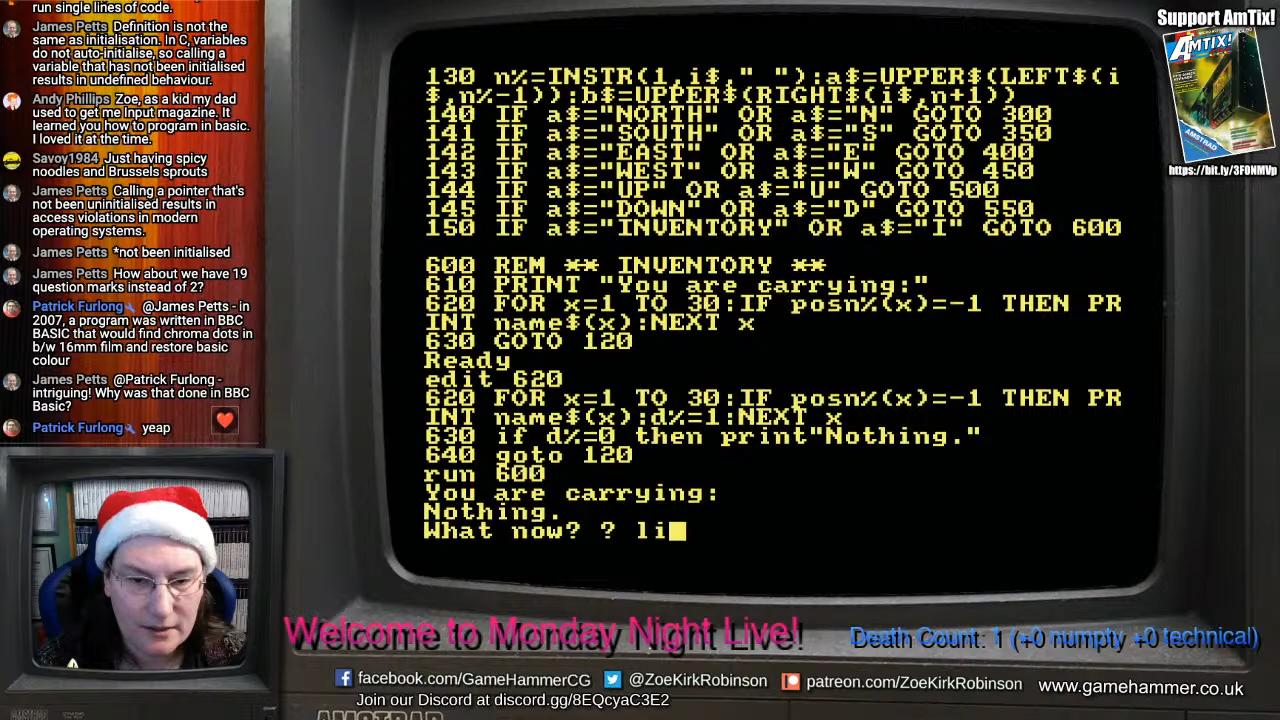 run single lines of code.
James Petts Definition is not the
same as initialisation. In C, variables
do not auto-initialise, so calling a
variable that has not been initialised
results in undefined behaviour.
Andy Phillips Zoe, as a kid my dad
used to get me Input magazine. It
learned you how to program in basic.
I loved it at the time.
Savoy1984 Just having spicy
noodles and Brussels sprouts
James Petts Calling a pointer that's
not been uninitialised results in
access violations in modern
operating systems.
James Petts *not been initialised
James Petts How about we have 19
question marks instead of 2?
Patrick Furlong @James Petts - in
2007, a program was written in BBC
BASIC that would find chroma dots in
b/w 16mm film and restore basic
colour
James Petts @Patrick Furlong -
intriguing! Why was that done in BBC
Basic?
Patrick Furlong yeap
130 n%=INSTR(1,i$," "):a$=UPPER$(LEFT$(i
$,n%-1)):b$=UPPER$(RIGHT$(i$,n+1))
140 IF a$="NORTH" OR a$="N" GOTO 300
141 IF a$="SOUTH" OR a$="S" GOTO 350
142 IF a$="EAST" OR a$="E" GOTO 400
143 IF a$="WEST" OR a$="W" GOTO 450
144 IF a$="UP" OR a$="U" GOTO 500
145 IF a$="DOWN" OR a$="D" GOTO 550
150 IF a$="INVENTORY" OR a$="I" GOTO 600
600 REM ** INVENTORY **
610 PRINT "You are carrying:"
620 FOR x=1 TO 30:IF posn%(x)=-1 THEN PR
INT name$(x):NEXT x
630 GOTO 120
Ready
edit 620
620 FOR x=1 TO 30:IF posn%(x)=-1 THEN PR
INT name$(x):d%=1:NEXT x
630 if d%=0 then print"Nothing."
640 goto 120
run 600
You are carrying:
Nothing.
What now? ? li
Support AmTix!
AMTIX!
AMSTRAD
https://bit.ly/3FONMVp
Welcome to Monday Night Live!
Death Count: 1 (+0 numpty +0 technical)
facebook.com/GameHammerCG @ZoeKirkRobinson patreon.com/ZoeKirkRobinson www.gamehammer.co.uk
Join our Discord at discord.gg/8EQcyaC3E2
AMSTRAD